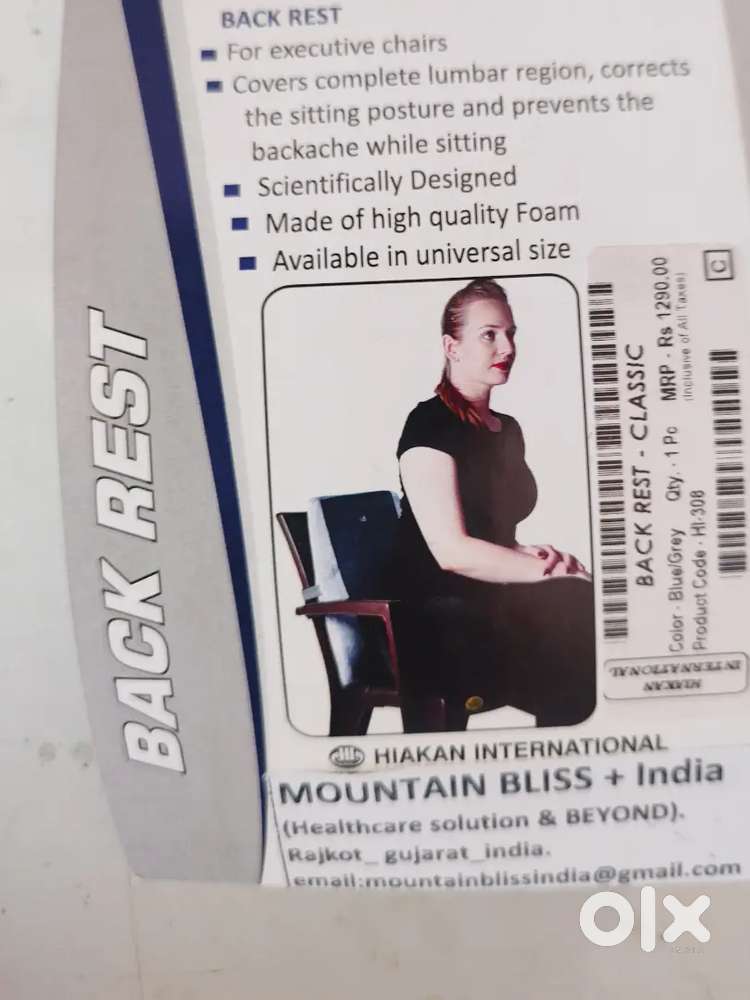 BACK REST
For executive chairs
Covers complete lumbar region, corrects
the sitting posture and prevents the
backache while sitting
Scientifically Designed
Made of high quality Foam
Available in universal size
BACK REST
BACK REST - CLASSIC
MRP - Rs 1290.00
(Inclusive of All Taxes)
C
Color - Blue/Grey Qty. - 1 Pc
Product Code - HI-308
HIAKAN
INTERNATIONAL
HIAKAN INTERNATIONAL
MOUNTAIN BLISS + India
(Healthcare solution & BEYOND).
Rajkot_ gujarat_india.
email:mountainblissindia@gmail.com
olx